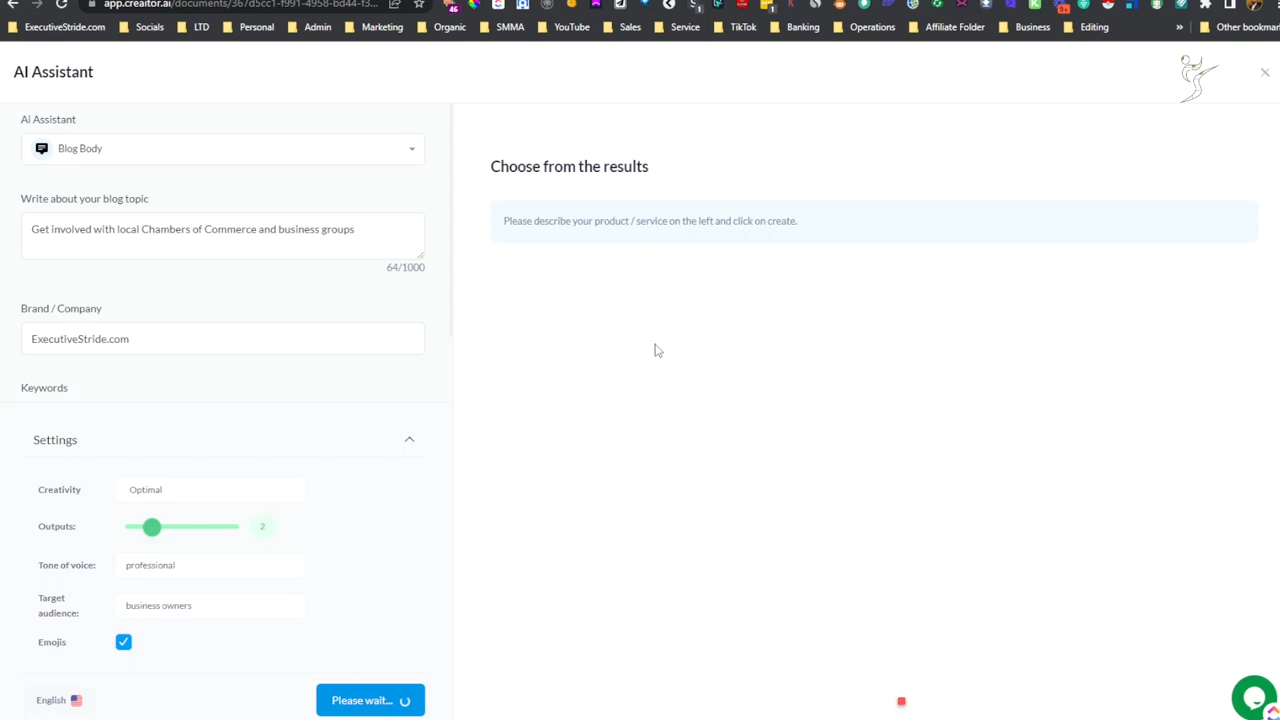 app.creaitor.ai/documents/367d5cc1-f991-4958-bd44-f3...
ExecutiveStride.com
Socials
LTD
Personal
Admin
Marketing
Organic
SMMA
YouTube
Sales
Service
TikTok
Banking
Operations
Affiliate Folder
Business
Editing
»
Other bookmar
AI Assistant
Ai Assistant
Blog Body
Write about your blog topic
Get involved with local Chambers of Commerce and business groups
64/1000
Brand / Company
ExecutiveStride.com
Keywords
Settings
Creativity
Optimal
Outputs:
2
Tone of voice:
professional
Target
audience:
business owners
Emojis
English
Please wait...
Choose from the results
Please describe your product / service on the left and click on create.